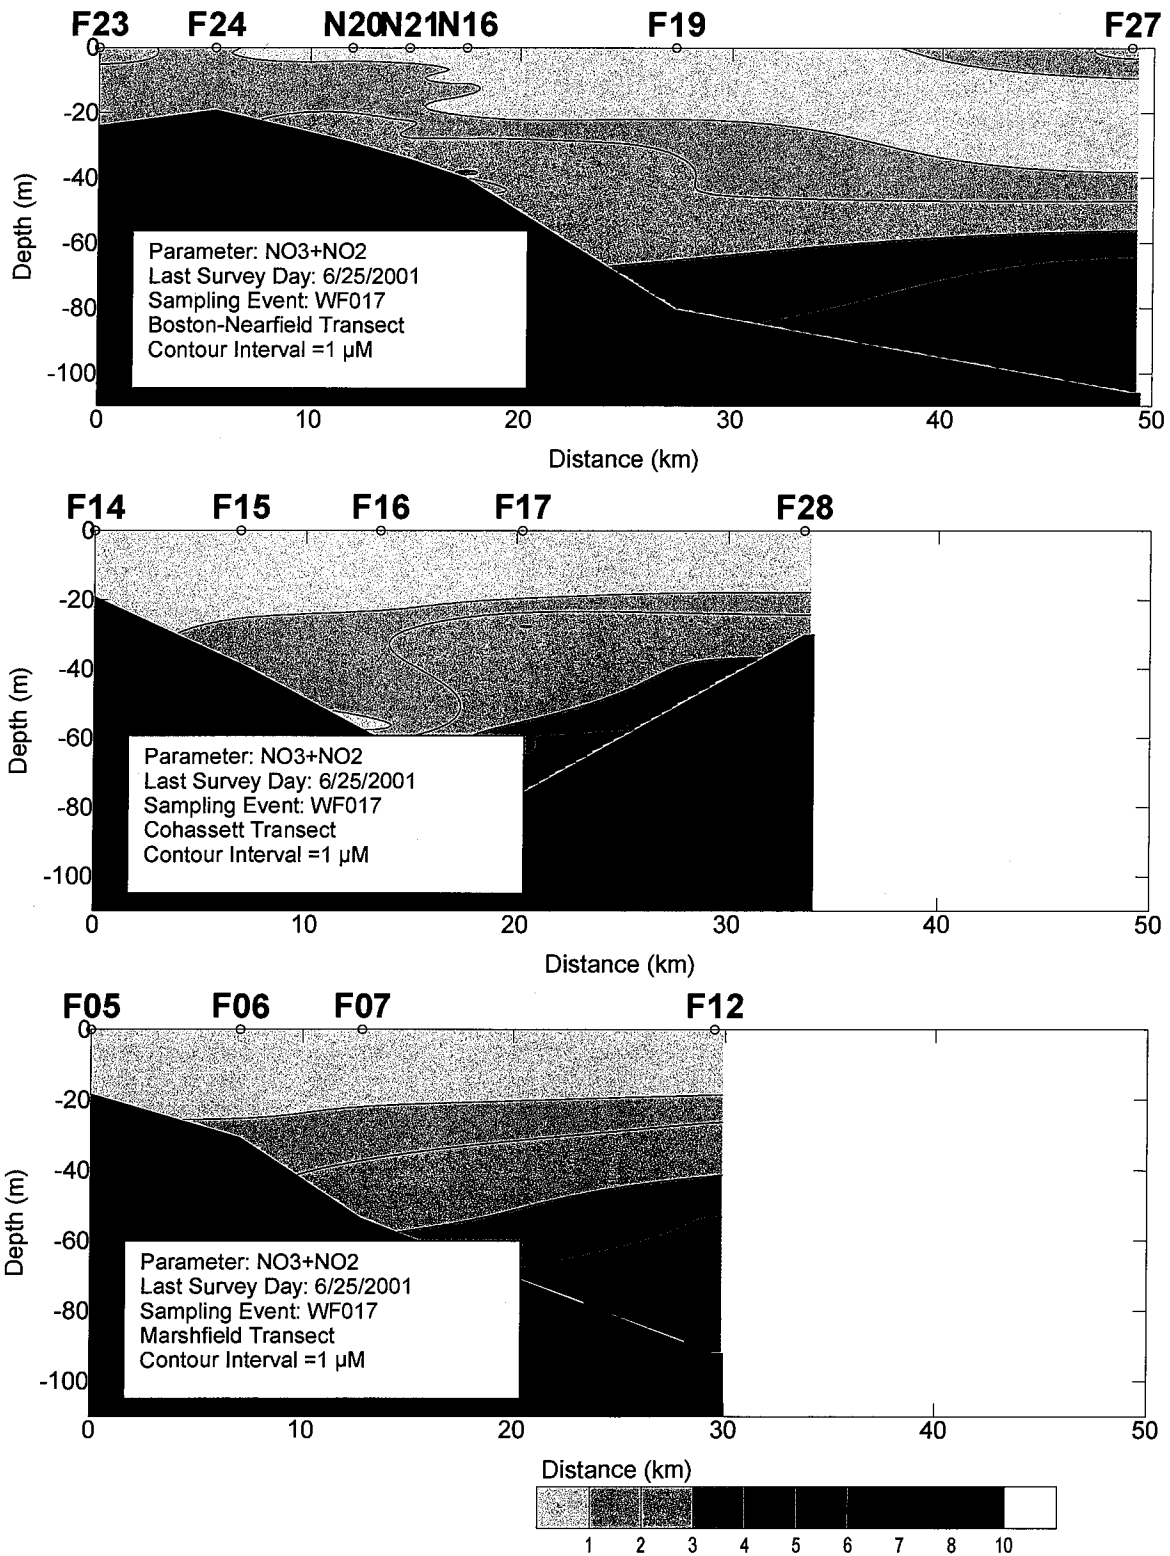 F23 F24 N20 N21 N16 F19 F27
0
-20
-40
-60
-80
-100
Depth (m)
Parameter: NO3+NO2
Last Survey Day: 6/25/2001
Sampling Event: WF017
Boston-Nearfield Transect
Contour Interval =1 µM
0 10 20 30 40 50
Distance (km)
F14 F15 F16 F17 F28
0
-20
-40
-60
-80
-100
Depth (m)
Parameter: NO3+NO2
Last Survey Day: 6/25/2001
Sampling Event: WF017
Cohassett Transect
Contour Interval =1 µM
0 10 20 30 40 50
Distance (km)
F05 F06 F07 F12
0
-20
-40
-60
-80
-100
Depth (m)
Parameter: NO3+NO2
Last Survey Day: 6/25/2001
Sampling Event: WF017
Marshfield Transect
Contour Interval =1 µM
0 10 20 30 40 50
Distance (km)
1 2 3 4 5 6 7 8 10